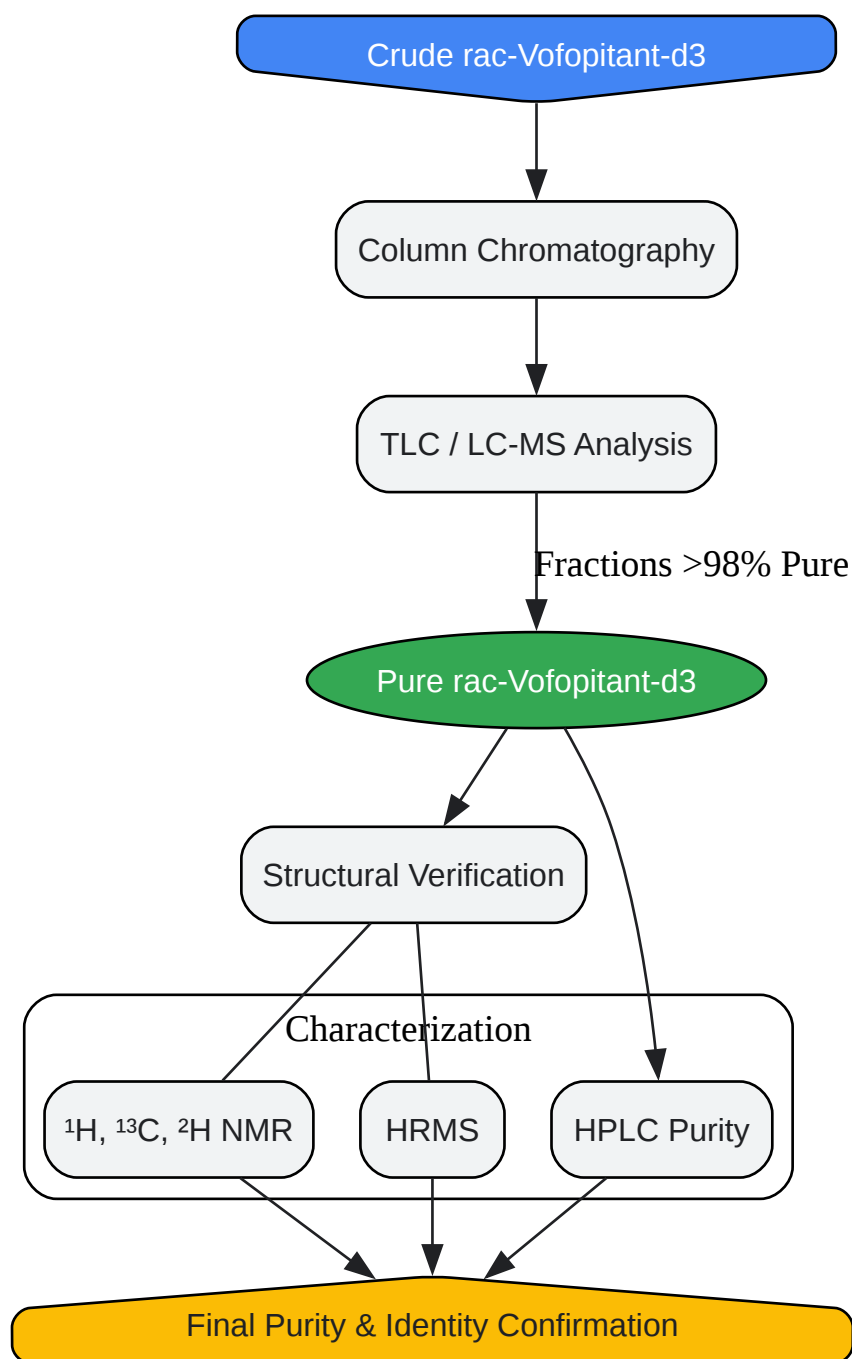 Crude rac-Vofopitant-d3
Column Chromatography
TLC / LC-MS Analysis
Fractions >98% Pure
Pure rac-Vofopitant-d3
Structural Verification
Characterization
¹H, ¹³C, ²H NMR
HRMS
HPLC Purity
Final Purity & Identity Confirmation